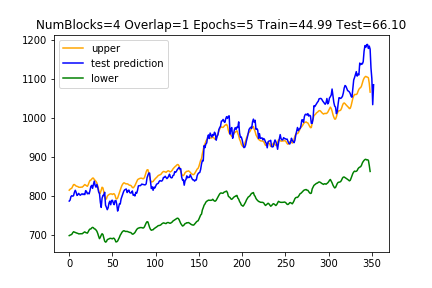 NumBlocks=4 Overlap=1 Epochs=5 Train=44.99 Test=66.10
upper
test prediction
lower
1200
1100
1000
900
800
700
0 50 100 150 200 250 300 350